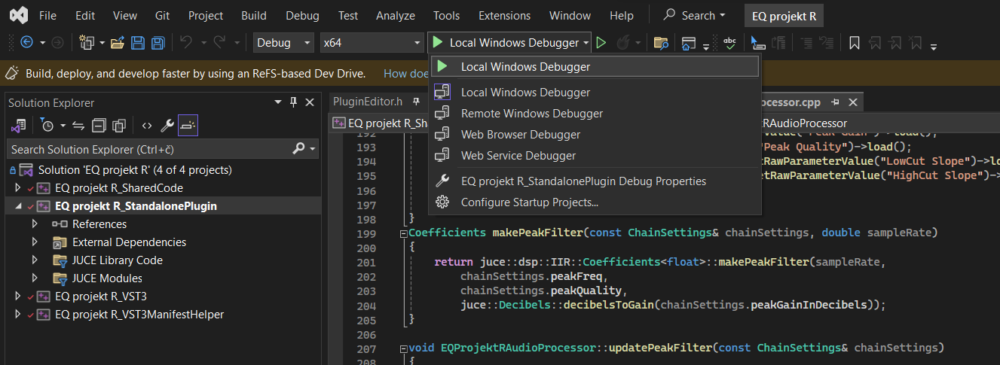 File Edit View Git Project Build Debug Test Analyze Tools Extensions Window Help Search EQ projekt R
Debug x64 Local Windows Debugger
Build, deploy, and develop faster by using an ReFS-based Dev Drive. How doe
Local Windows Debugger
Local Windows Debugger
Remote Windows Debugger
Web Browser Debugger
Web Service Debugger
EQ projekt R_StandalonePlugin Debug Properties
Configure Startup Projects...
Solution Explorer
Search Solution Explorer (Ctrl+č)
Solution 'EQ projekt R' (4 of 4 projects)
EQ projekt R_SharedCode
EQ projekt R_StandalonePlugin
References
External Dependencies
JUCE Library Code
JUCE Modules
EQ projekt R_VST3
EQ projekt R_VST3ManifestHelper
PluginEditor.h ocessor.cpp
EQ projekt R_Sha tRAudioProcessor
192 Value("Peak Gain")->load();
193 "Peak Quality")->load();
194 tRawParameterValue("LowCut Slope")->lo
195 etRawParameterValue("HighCut Slope")->
196
197
198 }
199 Coefficients makePeakFilter(const ChainSettings& chainSettings, double sampleRate)
200 {
201 return juce::dsp::IIR::Coefficients<float>::makePeakFilter(sampleRate,
202 chainSettings.peakFreq,
203 chainSettings.peakQuality,
204 juce::Decibels::decibelsToGain(chainSettings.peakGainInDecibels));
205 }
206
207 void EQProjektRAudioProcessor::updatePeakFilter(const ChainSettings& chainSettings)
208 {